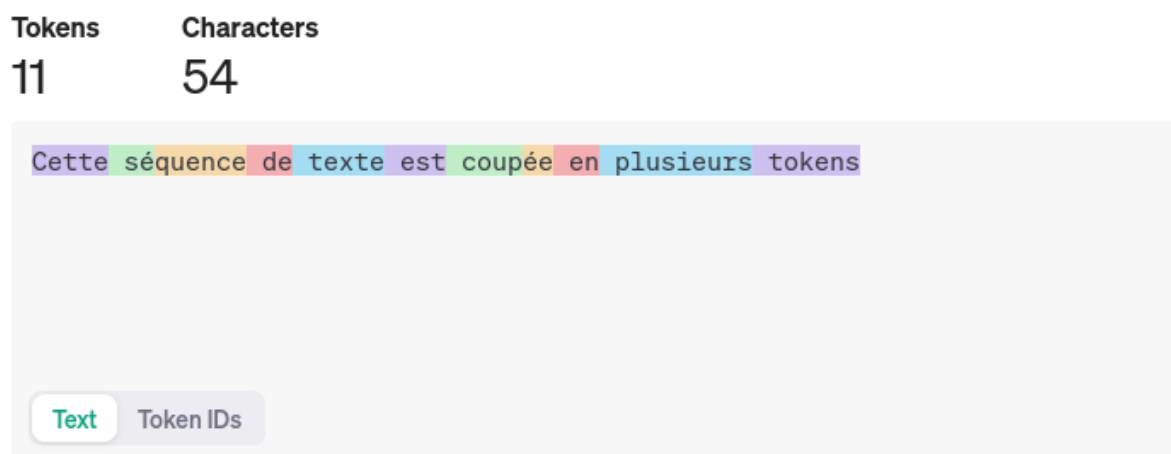 Tokens Characters
11 54
Cette séquence de texte est coupée en plusieurs tokens
Text Token IDs